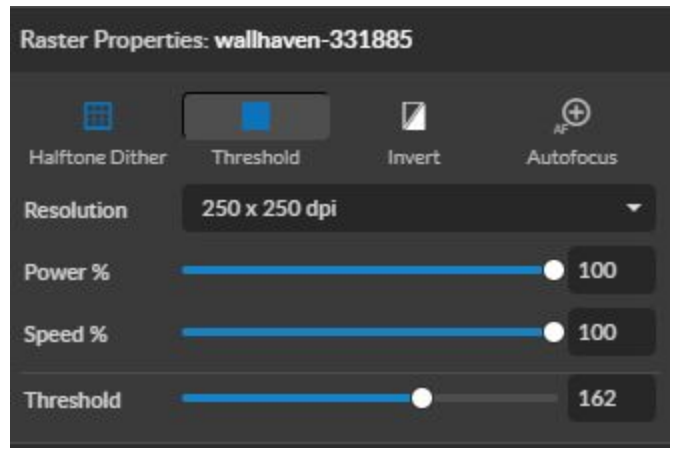 Raster Properties: wallhaven-331885
AF
Halftone Dither Threshold Invert Autofocus
Resolution 250 x 250 dpi
Power % 100
Speed % 100
Threshold 162